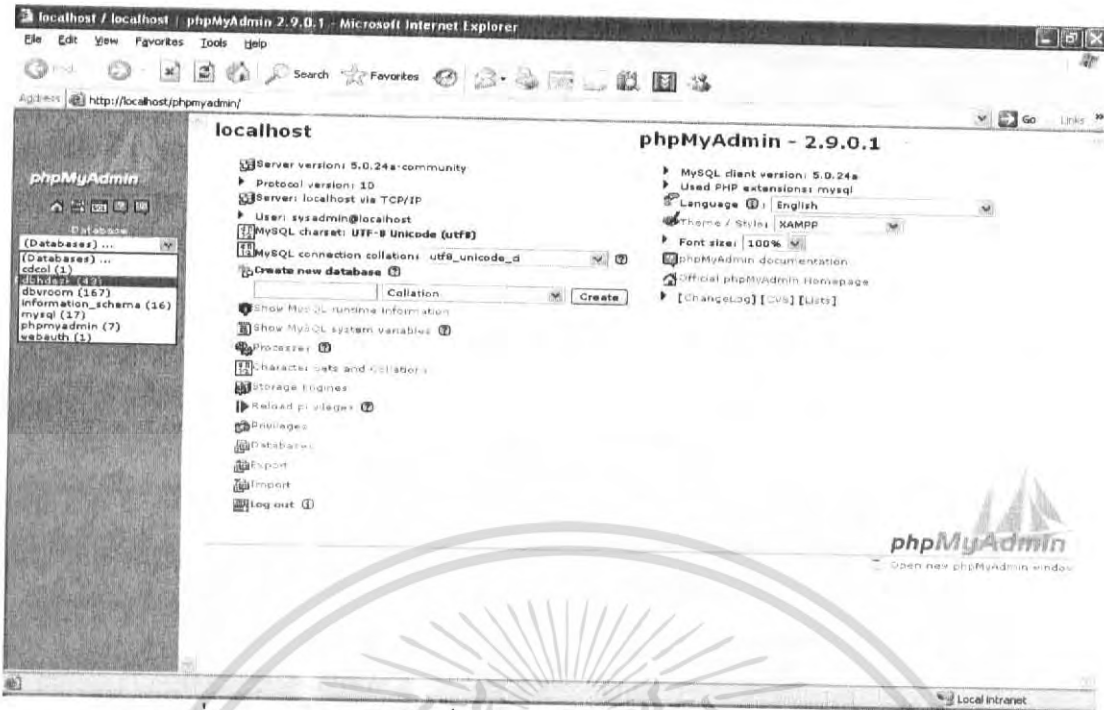 localhost / localhost | phpMyAdmin 2.9.0.1 - Microsoft Internet Explorer
File Edit View Favorites Tools Help
Search Favorites
Address http://localhost/phpmyadmin/
Go Links »
phpMyAdmin
Database
(Databases) ...
(Databases) ...
cdcol (1)
dbvroom (167)
information_schema (16)
mysql (17)
phpmyadmin (7)
webauth (1)
localhost
Server version: 5.0.24a-community
Protocol version: 10
Server: localhost via TCP/IP
User: sysadmin@localhost
MySQL charset: UTF-8 Unicode (utf8)
MySQL connection collation: utf8_unicode_d
Create new database
Collation Create
Show MySQL runtime information
Show MySQL system variables
Processes
Character Sets and Collations
Storage Engines
Reload privileges
Privileges
Databases
Export
Import
Log out
phpMyAdmin - 2.9.0.1
MySQL client version: 5.0.24a
Used PHP extensions: mysql
Language : English
Theme / Style: XAMPP
Font size: 100%
phpMyAdmin documentation
Official phpMyAdmin Homepage
[ChangeLog] [CVS] [Lists]
phpMyAdmin
Open new phpMyAdmin window
Local intranet